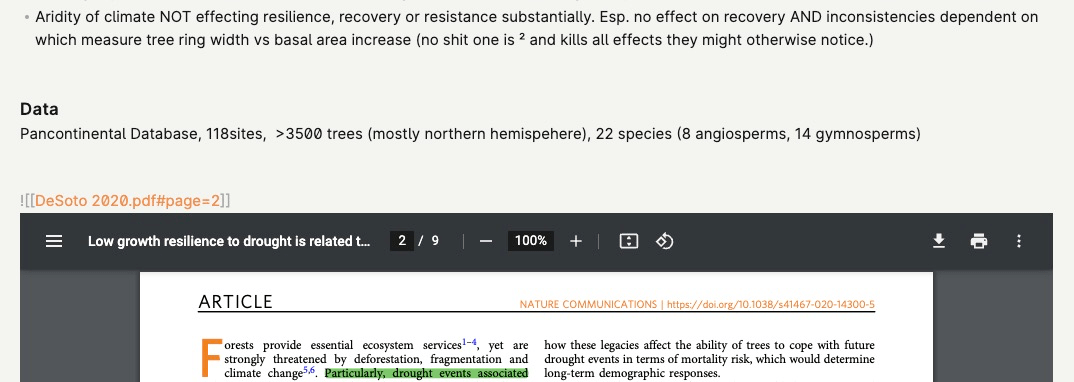 Aridity of climate NOT effecting resilience, recovery or resistance substantially. Esp. no effect on recovery AND inconsistencies dependent on
which measure tree ring width vs basal area increase (no shit one is ² and kills all effects they might otherwise notice.)
Data
Pancontinental Database, 118sites,  >3500 trees (mostly northern hemispehere), 22 species (8 angiosperms, 14 gymnosperms)
![[DeSoto 2020.pdf#page=2]]
Low growth resilience to drought is related t... 2 / 9 100%
ARTICLE
NATURE COMMUNICATIONS | https://doi.org/10.1038/s41467-020-14300-5
Forests provide essential ecosystem services1–4, yet are
strongly threatened by deforestation, fragmentation and
climate change5,6. Particularly, drought events associated
how these legacies affect the ability of trees to cope with future
drought events in terms of mortality risk, which would determine
long-term demographic responses.